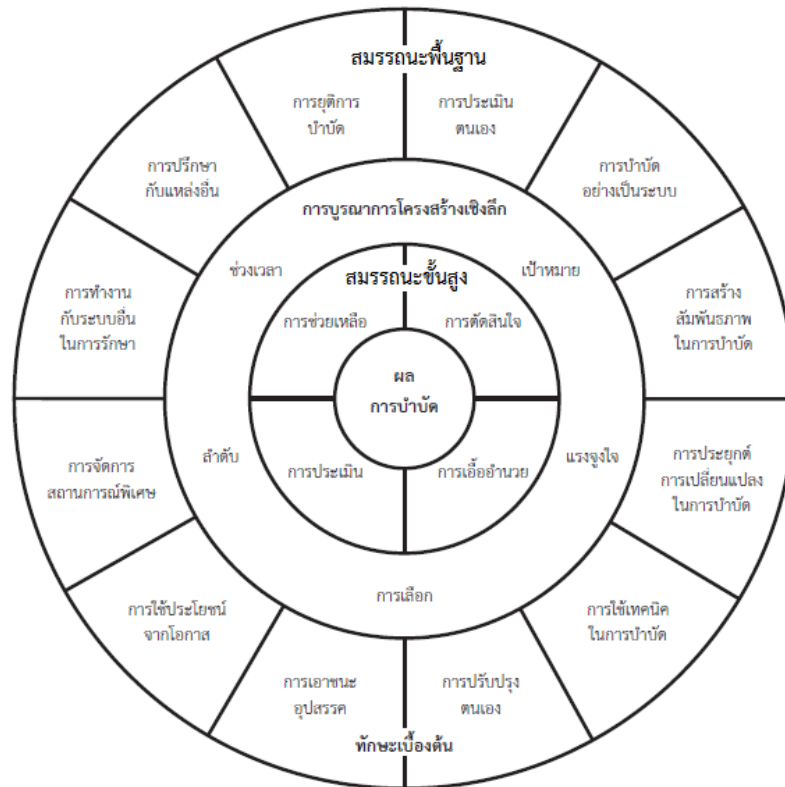 สมรรถนะพื้นฐาน
การยุติการ
บำบัด
การประเมิน
ตนเอง
การปรึกษา
กับแหล่งอื่น
การบำบัด
อย่างเป็นระบบ
การบูรณาการโครงสร้างเชิงลึก
ช่วงเวลา
เป้าหมาย
สมรรถนะขั้นสูง
การทำงาน
กับระบบอื่น
ในการรักษา
การสร้าง
สัมพันธภาพ
ในการบำบัด
การช่วยเหลือ
การตัดสินใจ
ผล
การบำบัด
การจัดการ
สถานการณ์พิเศษ
ลำดับ
การประเมิน
การเอื้ออำนวย
แรงจูงใจ
การประยุกต์
การเปลี่ยนแปลง
ในการบำบัด
การเลือก
การใช้ประโยชน์
จากโอกาส
การใช้เทคนิค
ในการบำบัด
การเอาชนะ
อุปสรรค
การปรับปรุง
ตนเอง
ทักษะเบื้องต้น